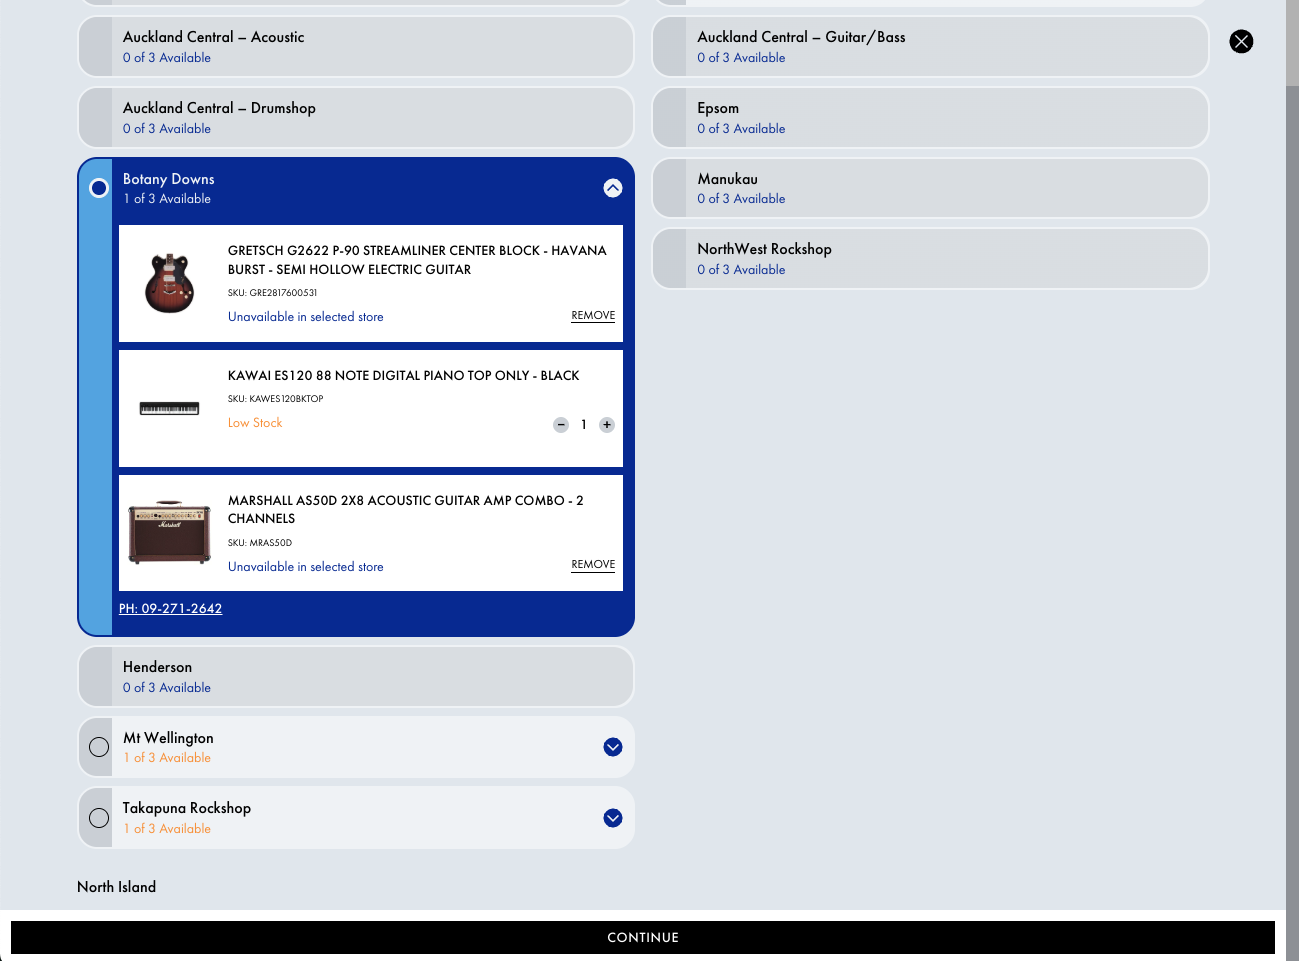 Auckland Central – Acoustic
0 of 3 Available
Auckland Central – Guitar/Bass
0 of 3 Available
Auckland Central – Drumshop
0 of 3 Available
Epsom
0 of 3 Available
Botany Downs
1 of 3 Available
GRETSCH G2622 P-90 STREAMLINER CENTER BLOCK - HAVANA
BURST - SEMI HOLLOW ELECTRIC GUITAR
SKU: GRE2817600531
Unavailable in selected store
REMOVE
KAWAI ES120 88 NOTE DIGITAL PIANO TOP ONLY - BLACK
SKU: KAWES120BKTOP
Low Stock
− 1 +
Marshall
MARSHALL AS50D 2X8 ACOUSTIC GUITAR AMP COMBO - 2
CHANNELS
SKU: MRAS50D
Unavailable in selected store
REMOVE
PH: 09-271-2642
Manukau
0 of 3 Available
NorthWest Rockshop
0 of 3 Available
Henderson
0 of 3 Available
Mt Wellington
1 of 3 Available
Takapuna Rockshop
1 of 3 Available
North Island
CONTINUE